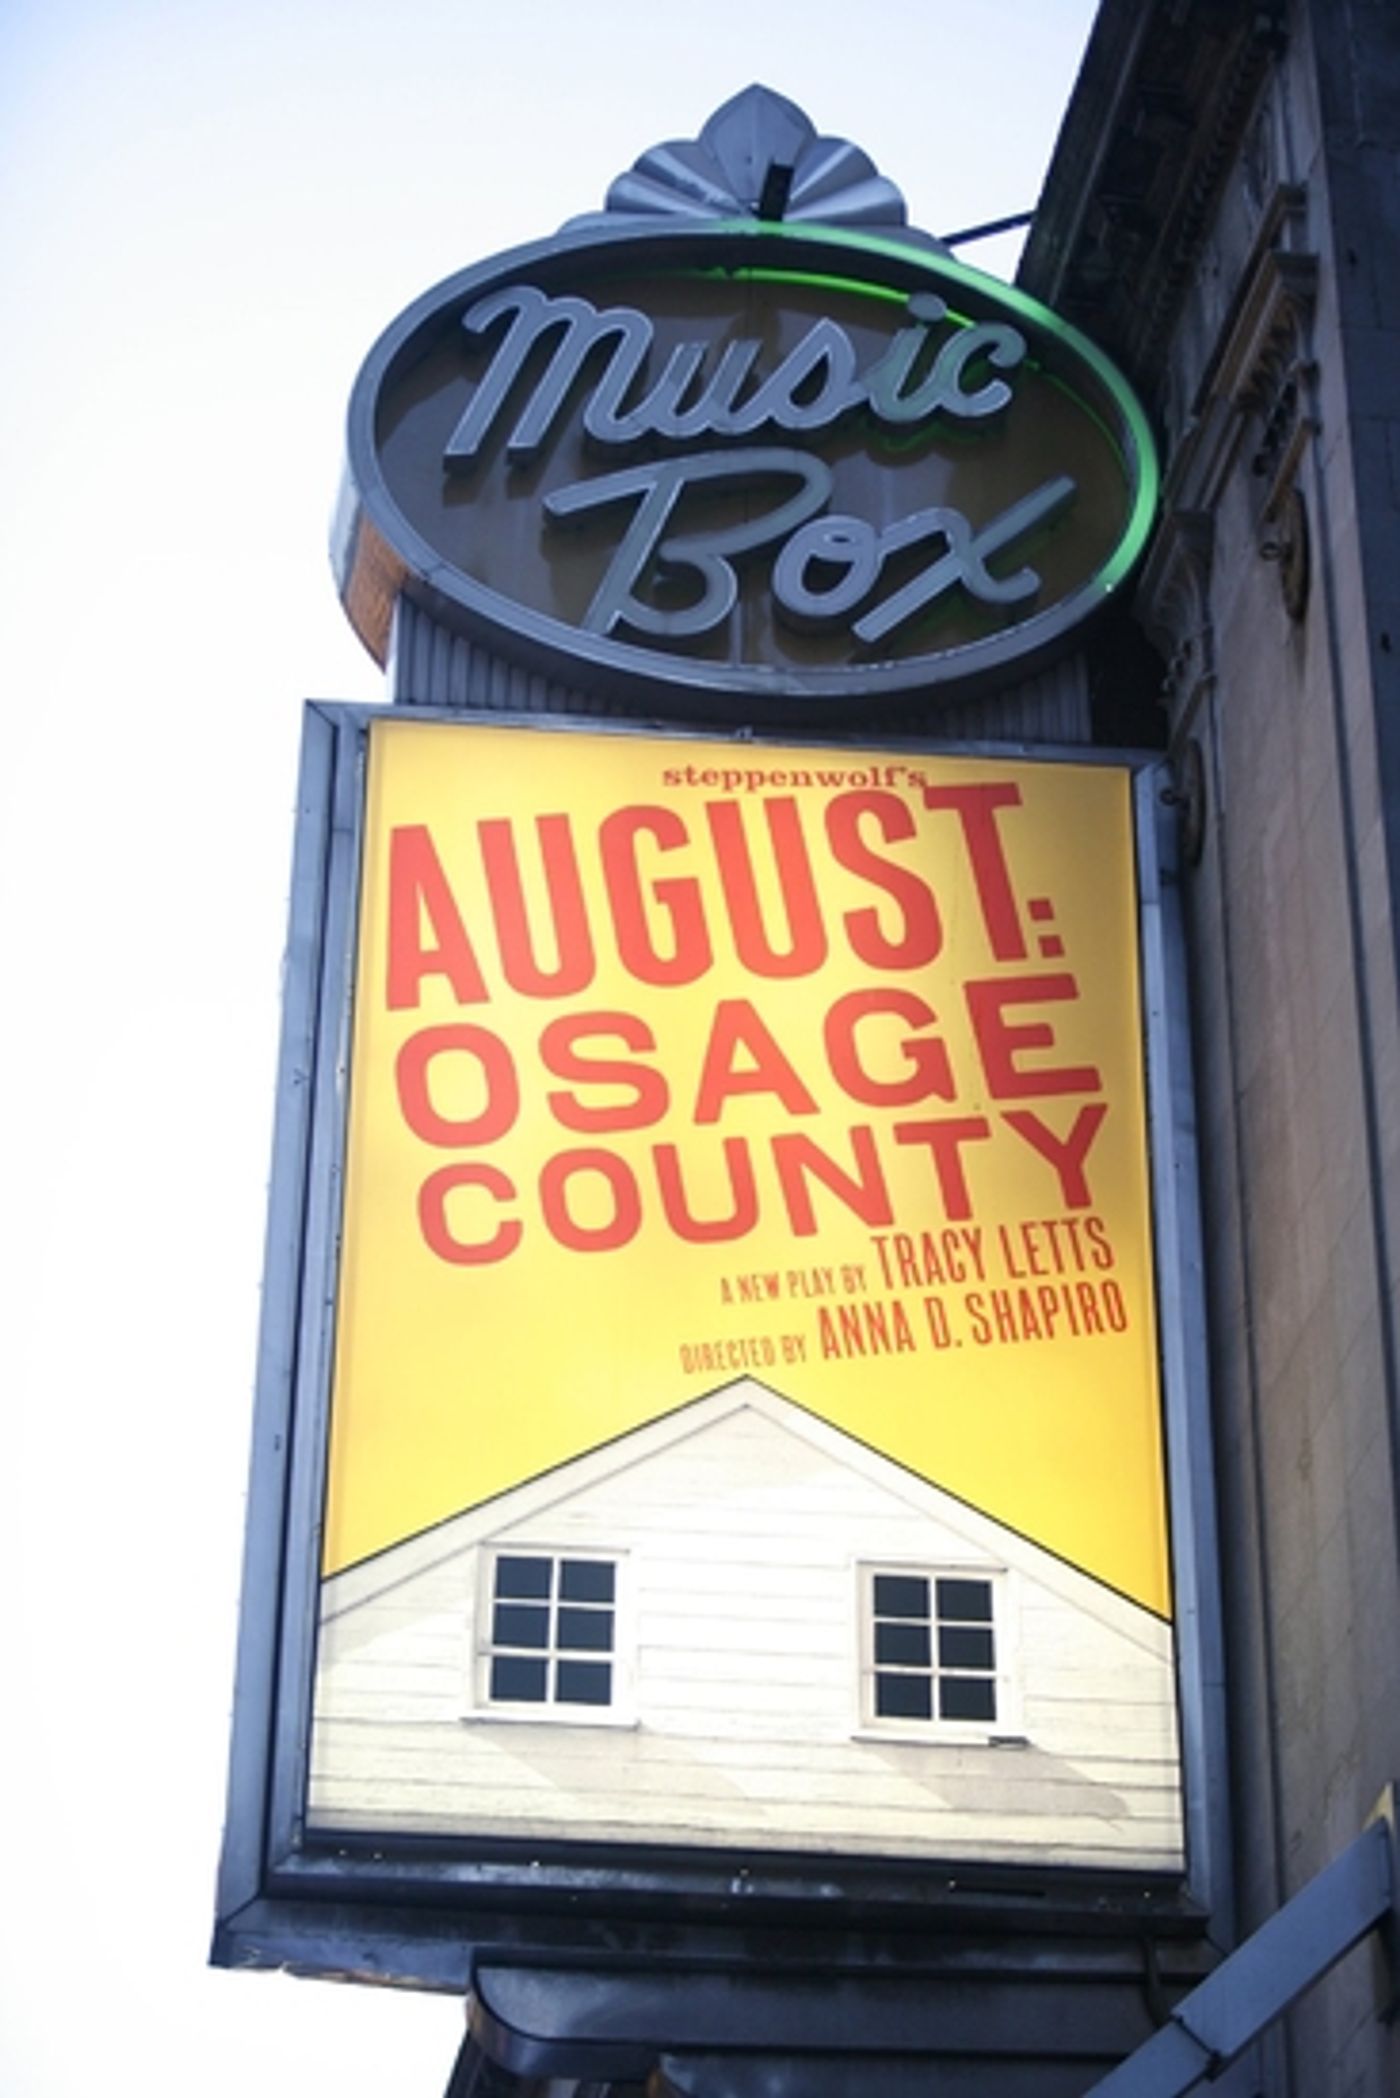 Music
Box
steppenwolf's
AUGUST:
OSAGE
COUNTY
A NEW PLAY BY TRACY LETTS
DIRECTED BY ANNA D. SHAPIRO